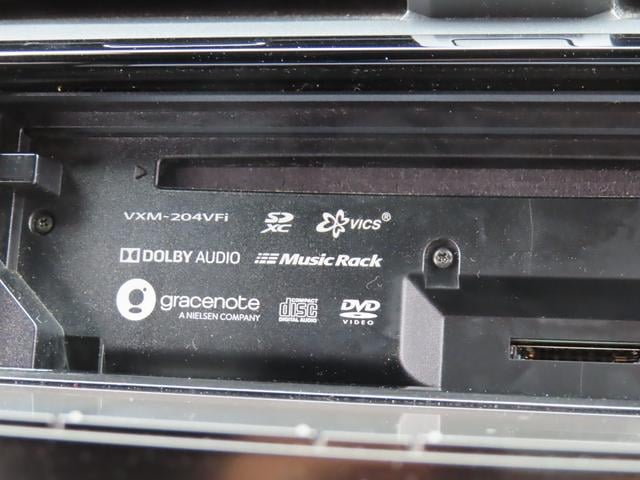 VXM-204VFi SD XC VICS®
DOLBY AUDIO Music Rack
gracenote COMPACT disc DVD
A NIELSEN COMPANY DIGITAL AUDIO VIDEO